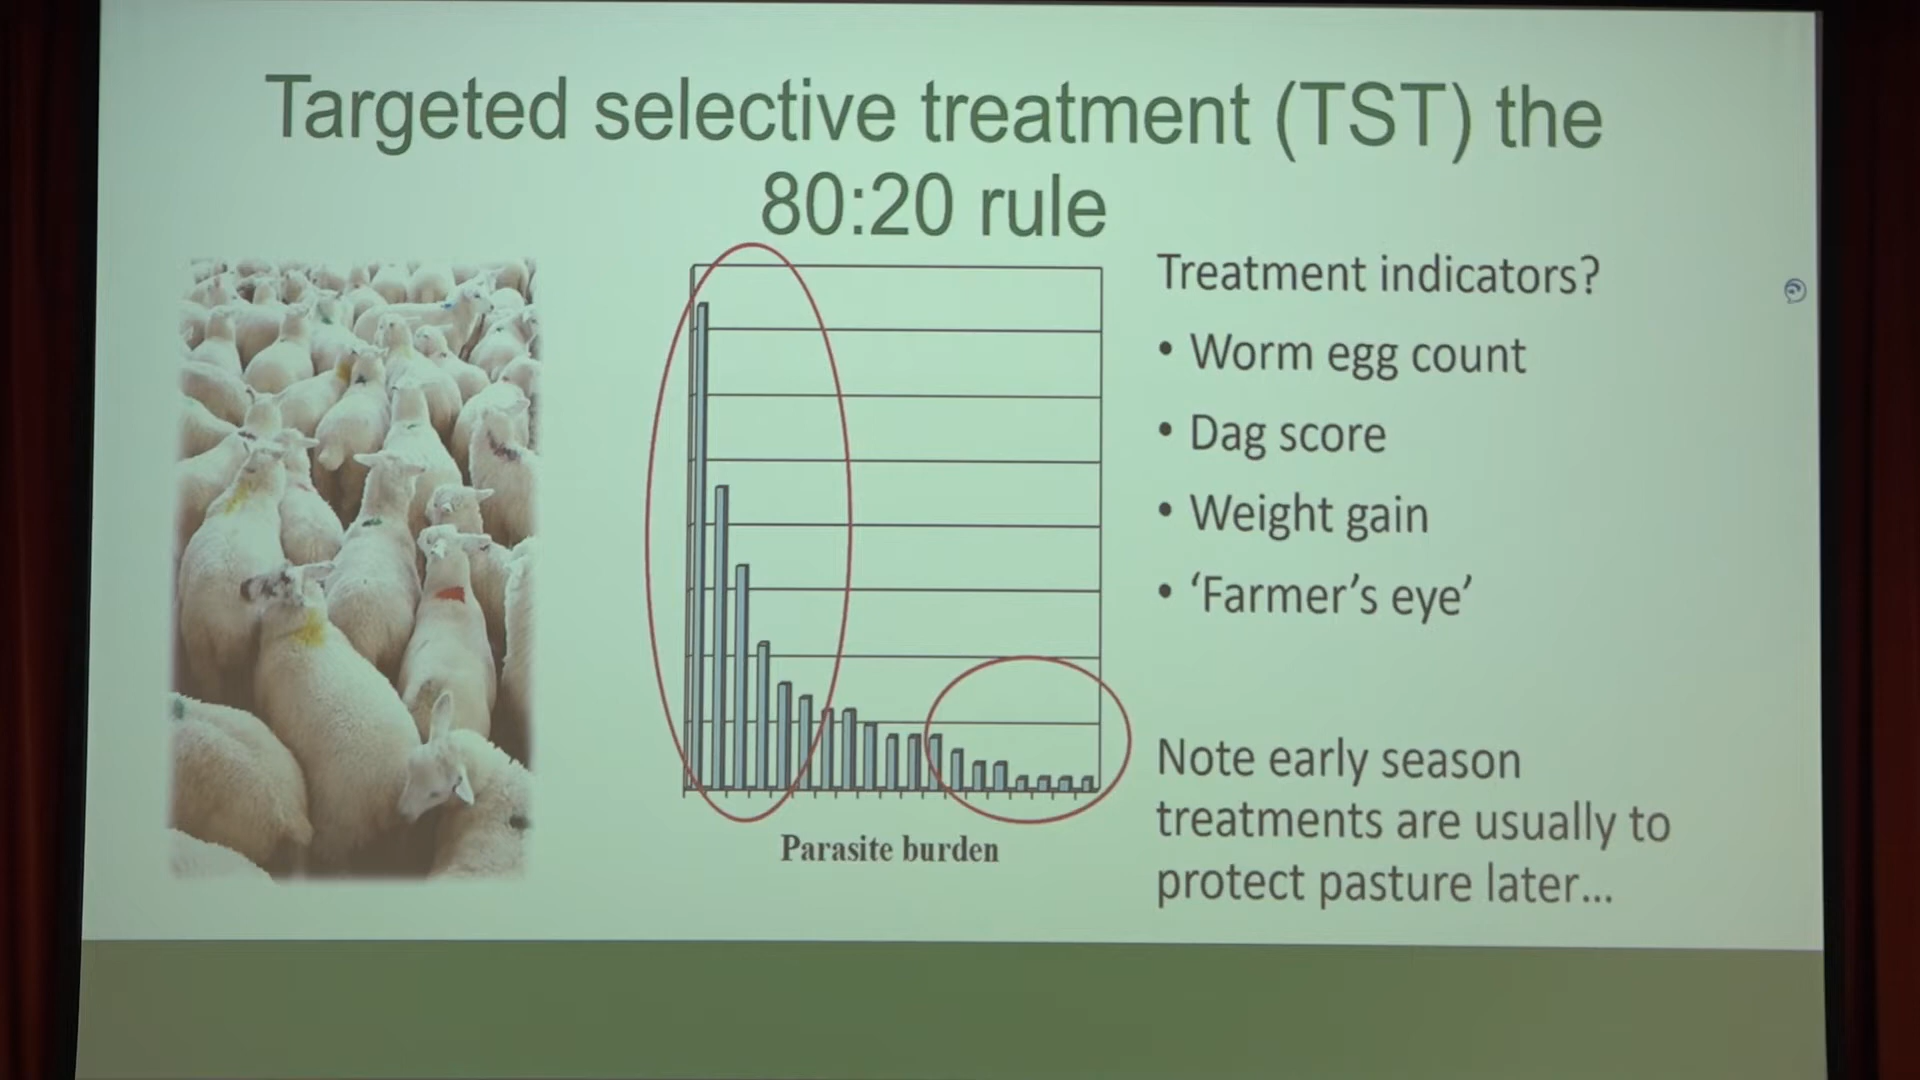 Targeted selective treatment (TST) the
80:20 rule
Treatment indicators?
• Worm egg count
• Dag score
• Weight gain
• ‘Farmer’s eye’
Note early season
treatments are usually to
protect pasture later...
Parasite burden